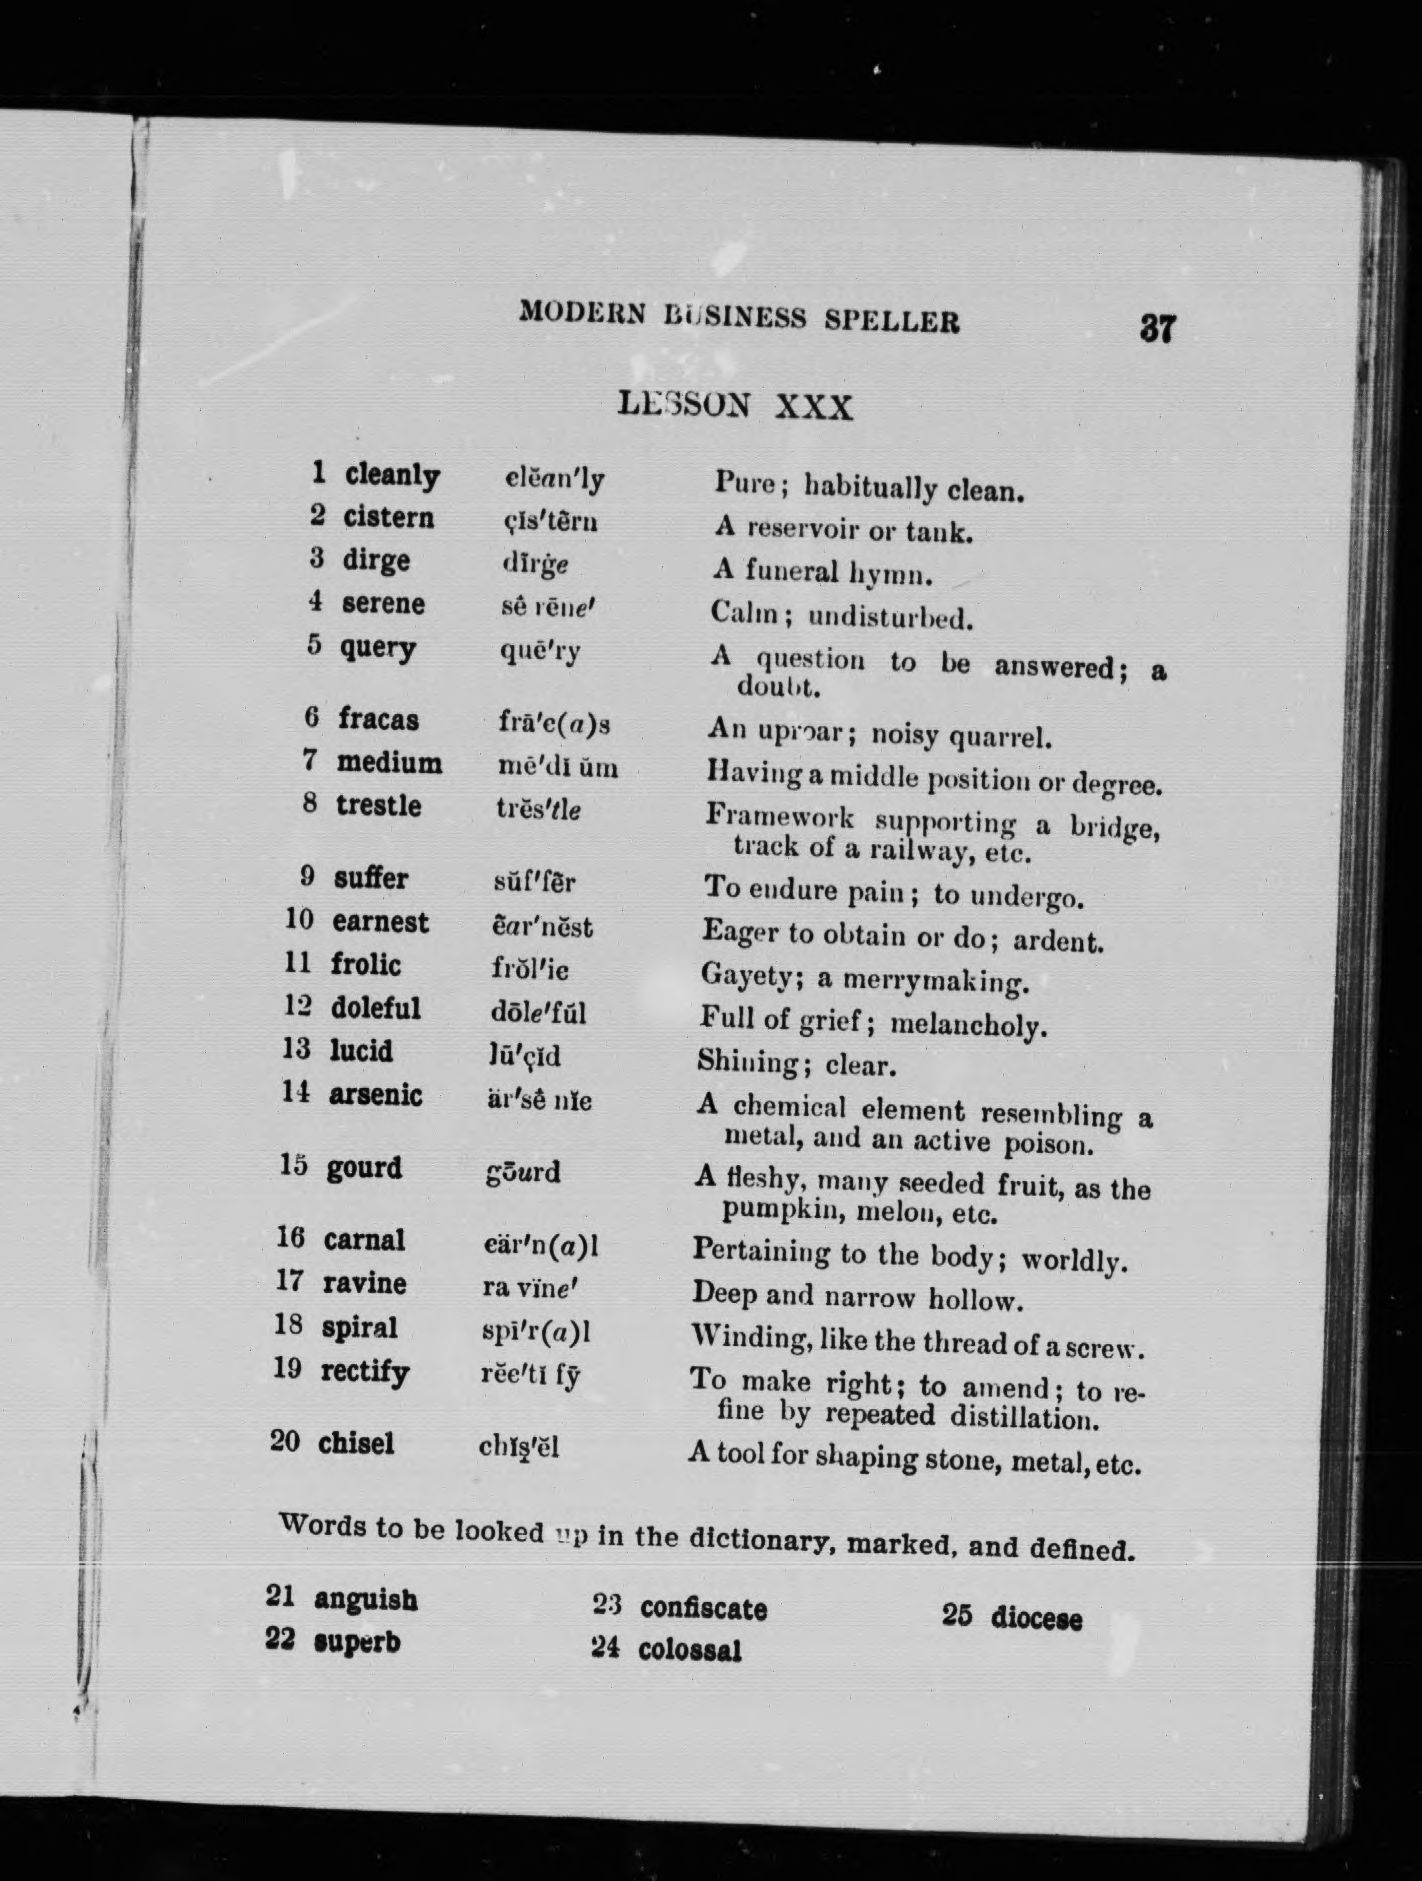 MODERN BUSINESS SPELLER 37
LESSON XXX
1 cleanly clĕan′ly Pure; habitually clean.
2 cistern çĭs′tẽrn A reservoir or tank.
3 dirge dĩrġe A funeral hymn.
4 serene sê rēne′ Calm; undisturbed.
5 query quē′ry A question to be answered; a
doubt.
6 fracas frā′c(a)s An uproar; noisy quarrel.
7 medium mē′dĭ ŭm Having a middle position or degree.
8 trestle trĕs′tle Framework supporting a bridge,
track of a railway, etc.
9 suffer sŭf′fẽr To endure pain; to undergo.
10 earnest ẽar′nĕst Eager to obtain or do; ardent.
11 frolic frŏl′ic Gayety; a merrymaking.
12 doleful dōle′fŭl Full of grief; melancholy.
13 lucid lū′çĭd Shining; clear.
14 arsenic är′sê nĭc A chemical element resembling a
metal, and an active poison.
15 gourd gōurd A fleshy, many seeded fruit, as the
pumpkin, melon, etc.
16 carnal cär′n(a)l Pertaining to the body; worldly.
17 ravine ra vïne′ Deep and narrow hollow.
18 spiral spī′r(a)l Winding, like the thread of a screw.
19 rectify rĕc′tĭ fȳ To make right; to amend; to re-
fine by repeated distillation.
20 chisel chĭş′ĕl A tool for shaping stone, metal, etc.
Words to be looked up in the dictionary, marked, and defined.
21 anguish 23 confiscate 25 diocese
22 superb 24 colossal